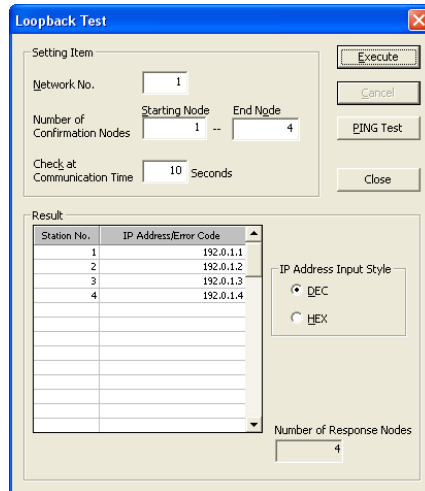 Loopback Test
Setting Item
Network No. 1
Starting Node End Node
Number of
Confirmation Nodes 1 -- 4
Check at
Communication Time 10 Seconds
Execute
Cancel
PING Test
Close
Result
Station No. IP Address/Error Code
1 192.0.1.1
2 192.0.1.2
3 192.0.1.3
4 192.0.1.4
IP Address Input Style
DEC
HEX
Number of Response Nodes
4